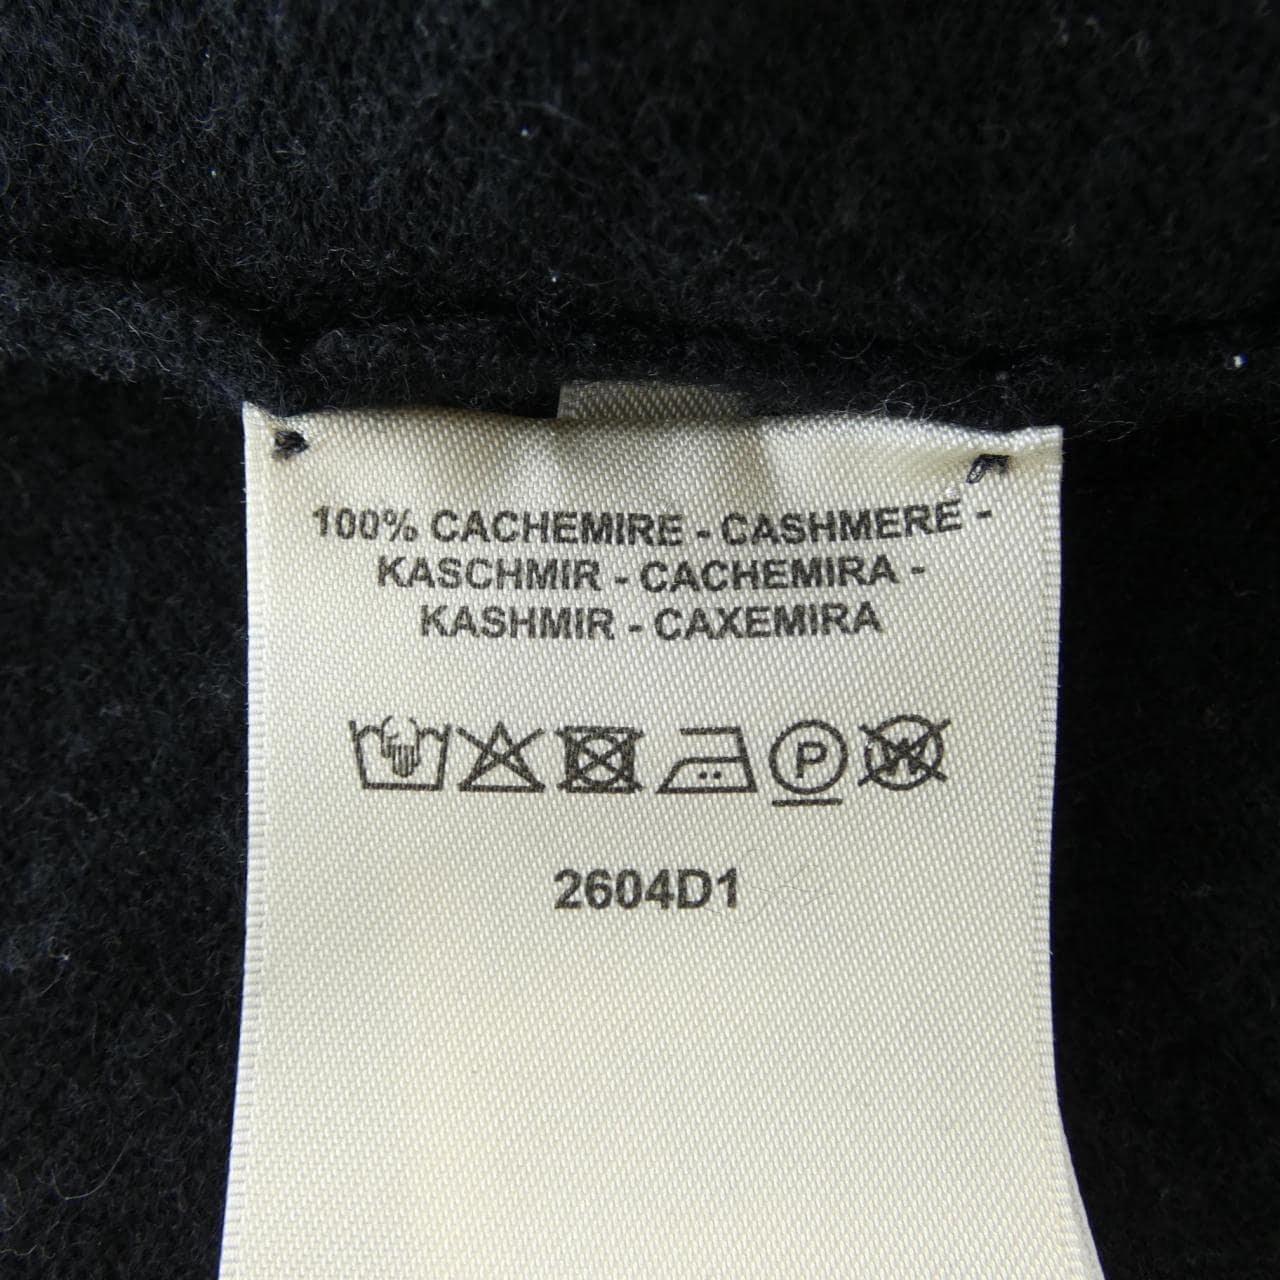 100% CACHEMIRE - CASHMERE -
KASCHMIR - CACHEMIRA -
KASHMIR - CAXEMIRA
P W
2604D1